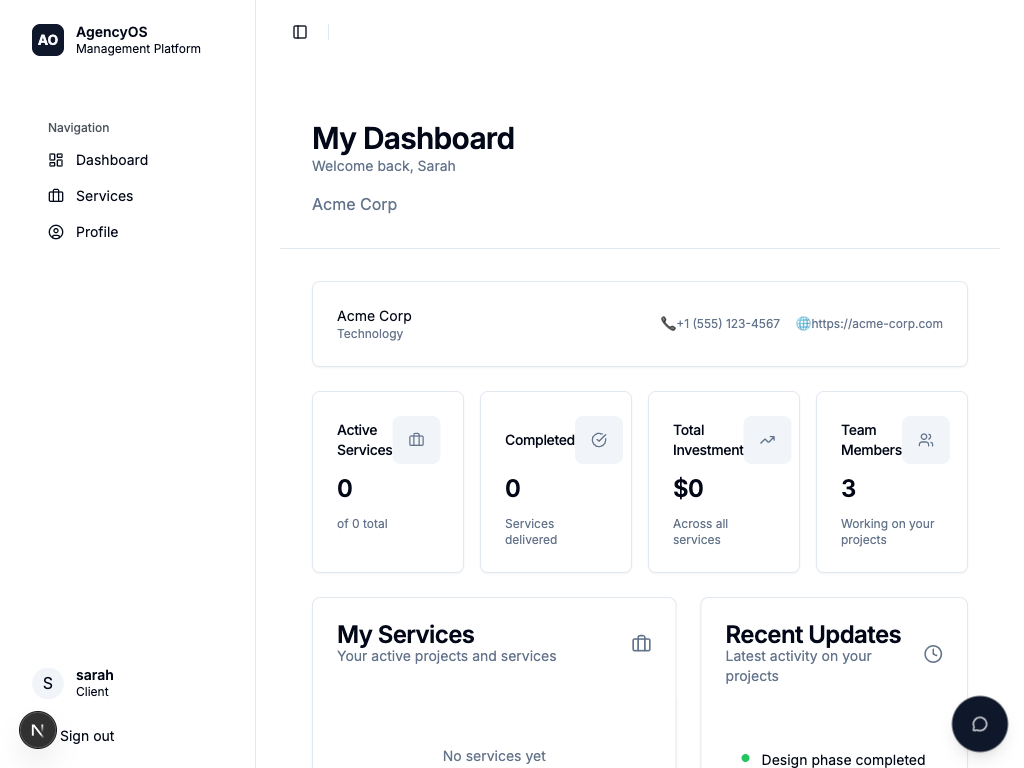 AO
AgencyOS
Management Platform
Navigation
Dashboard
Services
Profile
sarah
Client
S
N
Sign out
My Dashboard
Welcome back, Sarah
Acme Corp
Acme Corp
Technology
📞+1 (555) 123-4567
🌐https://acme-corp.com
Active
Services
0
of 0 total
Completed
0
Services
delivered
Total
Investment
$0
Across all
services
Team
Members
3
Working on your
projects
My Services
Your active projects and services
No services yet
Recent Updates
Latest activity on your
projects
Design phase completed